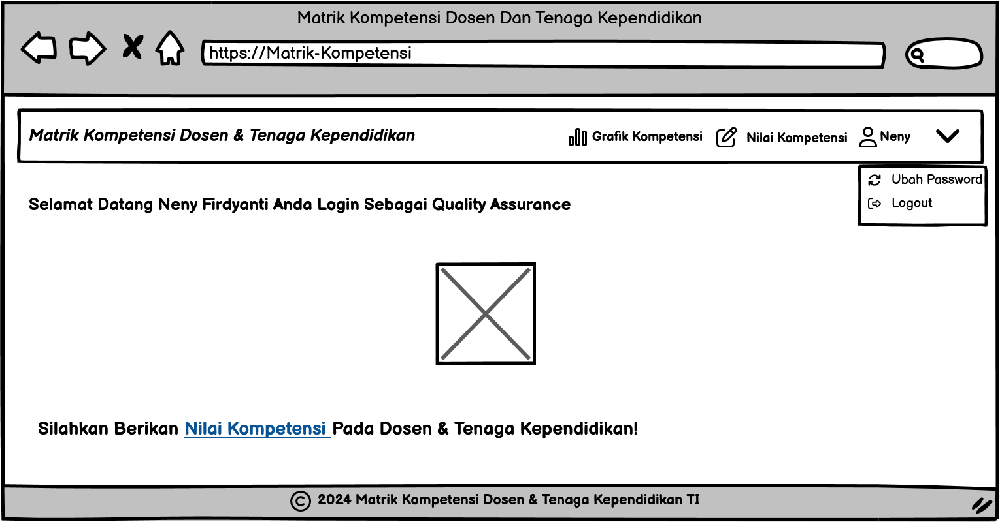 Matrik Kompetensi Dosen Dan Tenaga Kependidikan
https://Matrik-Kompetensi
Matrik Kompetensi Dosen & Tenaga Kependidikan
Grafik Kompetensi
Nilai Kompetensi
Neny
Ubah Password
Logout
Selamat Datang Neny Firdyanti Anda Login Sebagai Quality Assurance
Silahkan Berikan Nilai Kompetensi Pada Dosen & Tenaga Kependidikan!
© 2024 Matrik Kompetensi Dosen & Tenaga Kependidikan TI